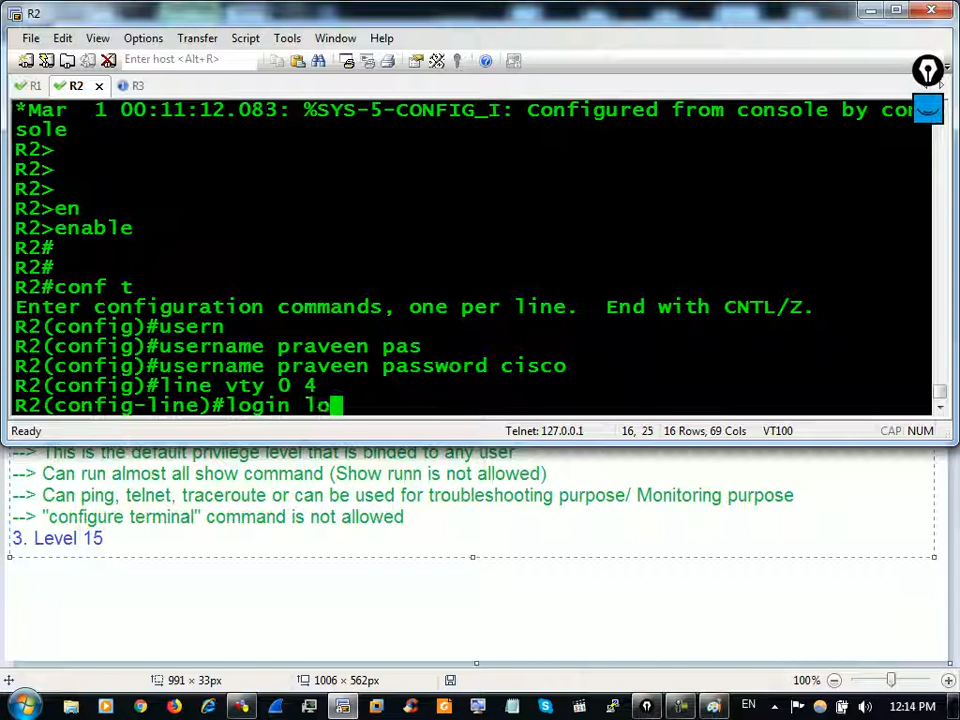 R2
File Edit View Options Transfer Script Tools Window Help
Enter host <Alt+R>
R1 R2 R3
*Mar 1 00:11:12.083: %SYS-5-CONFIG_I: Configured from console by con
sole
R2>
R2>
R2>
R2>en
R2>enable
R2#
R2#
R2#conf t
Enter configuration commands, one per line. End with CNTL/Z.
R2(config)#usern
R2(config)#username praveen pas
R2(config)#username praveen password cisco
R2(config)#line vty 0 4
R2(config-line)#login lo
Ready Telnet: 127.0.0.1 16, 25 16 Rows, 69 Cols VT100 CAP NUM
--> This is the default privilege level that is binded to any user
--> Can run almost all show command (Show runn is not allowed)
--> Can ping, telnet, traceroute or can be used for troubleshooting purpose/ Monitoring purpose
--> "configure terminal" command is not allowed
3. Level 15
991 × 33px 1006 × 562px 100%
EN 12:14 PM